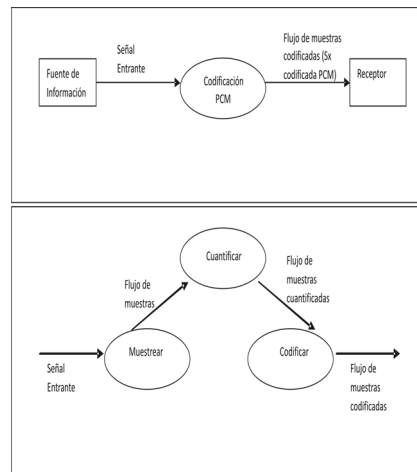 Fuente de
Información
Señal
Entrante
Codificación
PCM
Flujo de muestras
codificadas (Sx
codificada PCM)
Receptor
Cuantificar
Flujo de
muestras
Flujo de
muestras
cuantificadas
Muestrear
Codificar
Señal
Entrante
Flujo de
muestras
codificadas